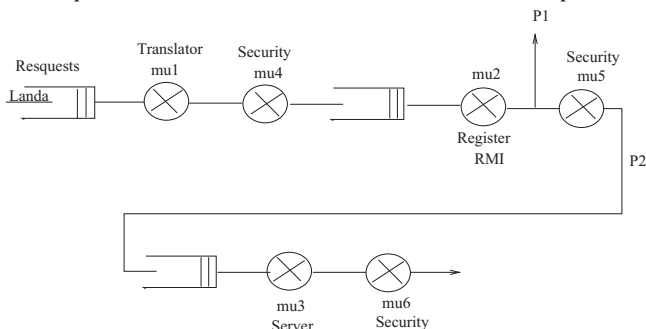 P1
Translator
mu1
Security
mu4
Resquests
Landa
mu2
Security
mu5
Register
RMI
P2
mu3
Server
mu6
Security